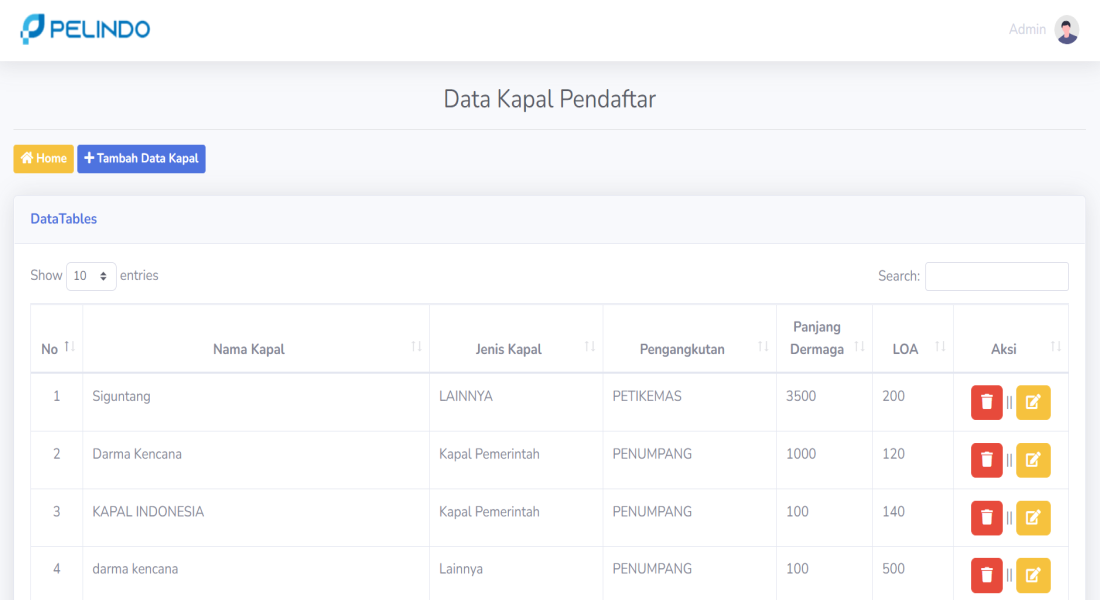 PELINDO
Admin
Data Kapal Pendaftar
Home
Tambah Data Kapal
DataTables
Show 10 entries
Search:
No Nama Kapal Jenis Kapal Pengangkutan Panjang Dermaga LOA Aksi
1 Siguntang LAINNYA PETIKEMAS 3500 200 ||
2 Darma Kencana Kapal Pemerintah PENUMPANG 1000 120 ||
3 KAPAL INDONESIA Kapal Pemerintah PENUMPANG 100 140 ||
4 darma kencana Lainnya PENUMPANG 100 500 ||